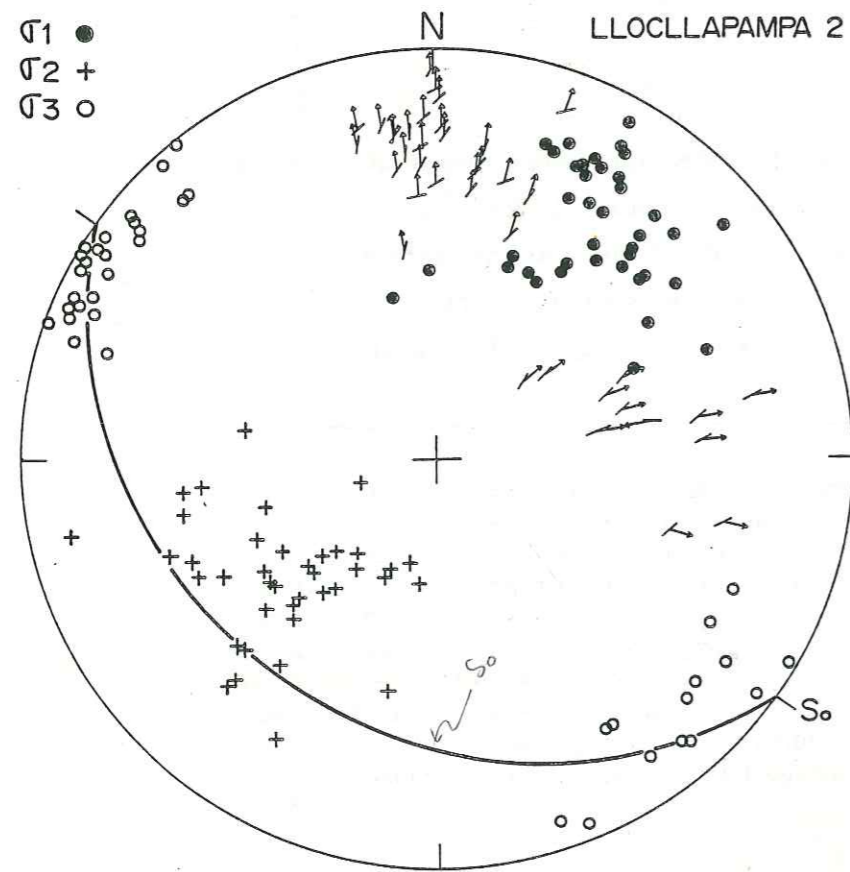 σ1 ●
N
LLOCLLAPAMPA 2
σ2 +
σ3 ○
So
So